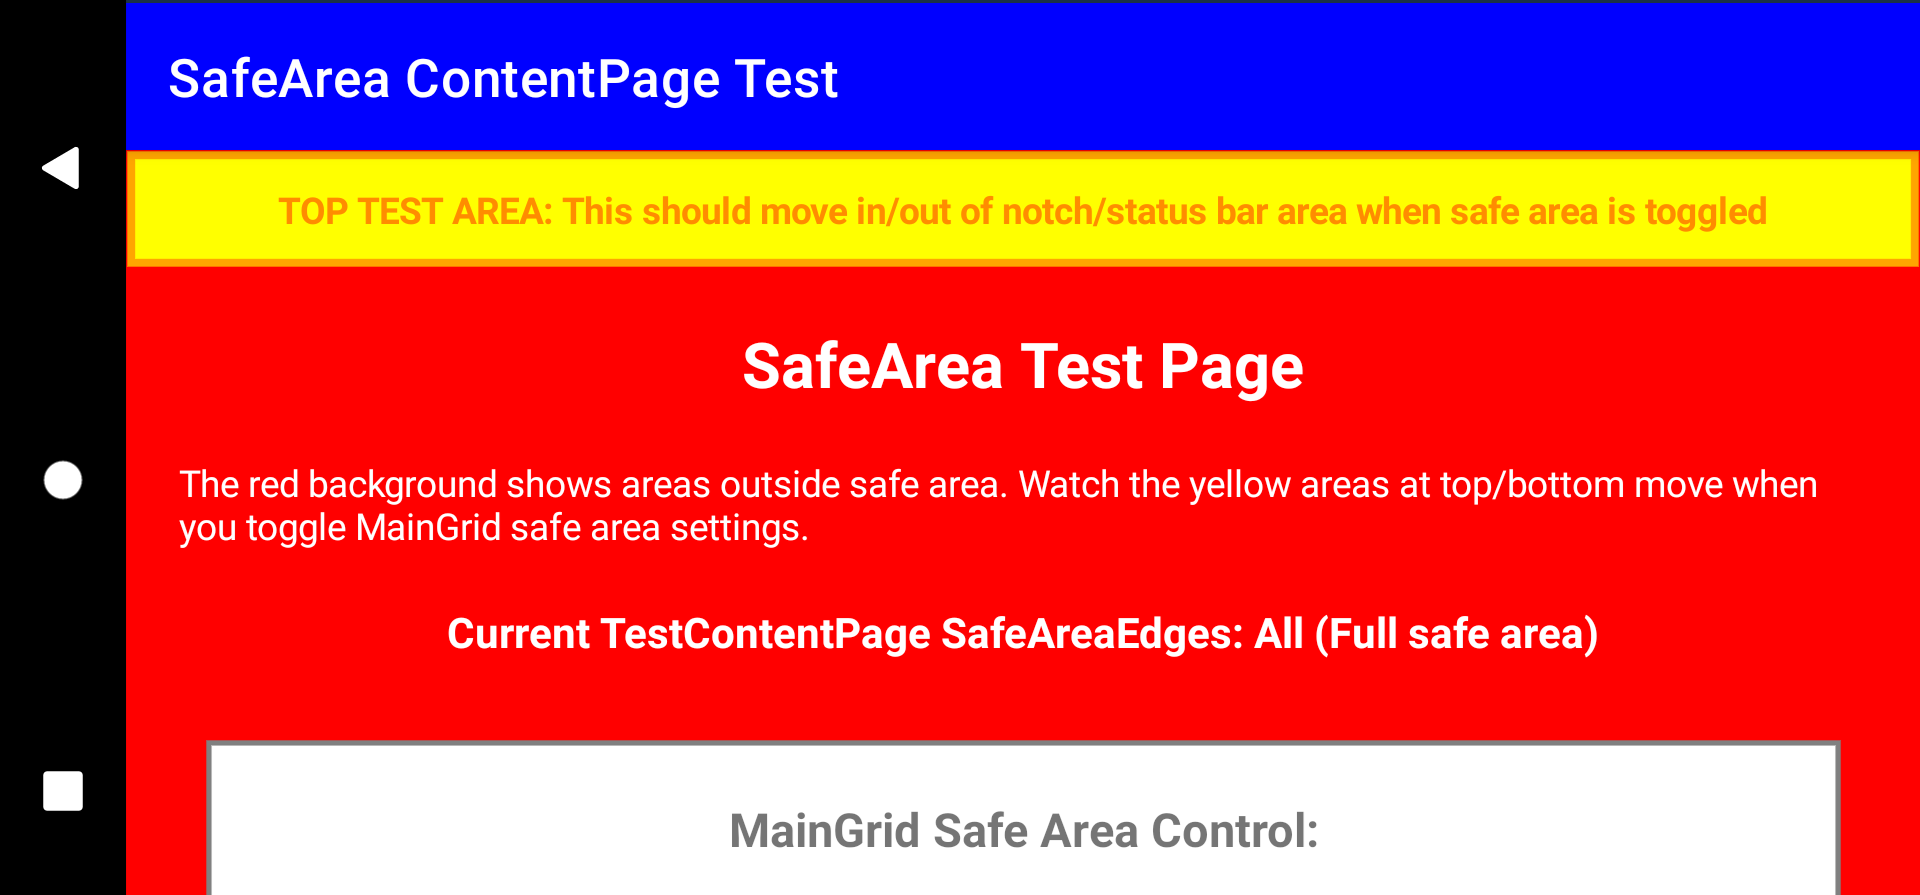 SafeArea ContentPage Test
TOP TEST AREA: This should move in/out of notch/status bar area when safe area is toggled
SafeArea Test Page
The red background shows areas outside safe area. Watch the yellow areas at top/bottom move when
you toggle MainGrid safe area settings.
Current TestContentPage SafeAreaEdges: All (Full safe area)
MainGrid Safe Area Control: